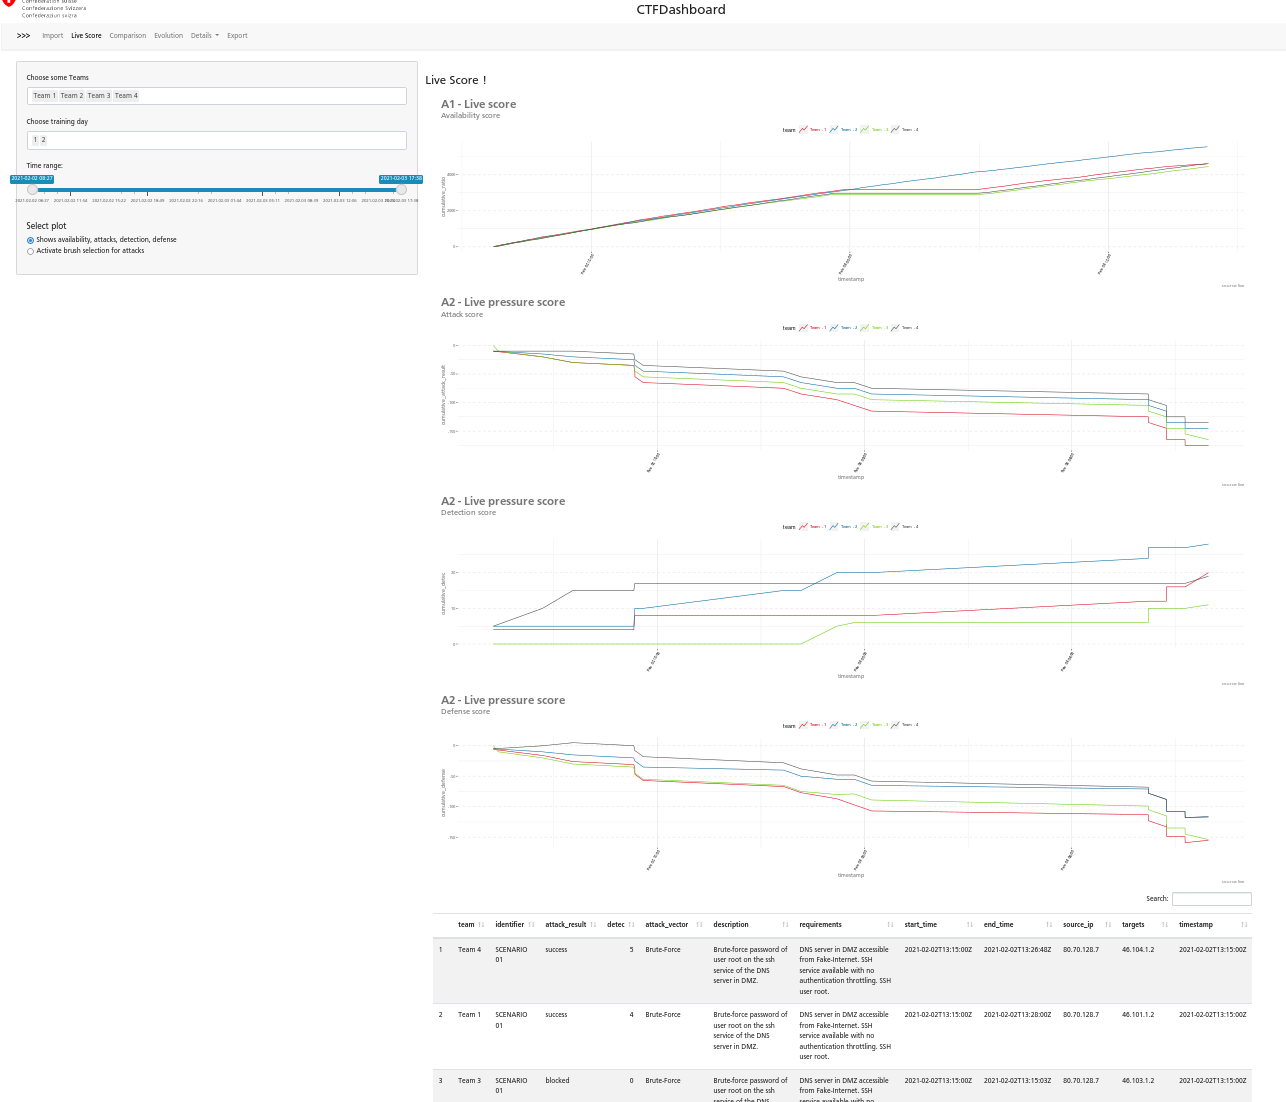 Confederazione Svizzera
Confederaziun svizra
CTFDashboard
>>> Import Live Score Comparison Evolution Details Export
Choose some Teams
Team 1 Team 2 Team 3 Team 4
Choose training day
1 2
Time range:
2021-02-02 08:27 2021-02-03 17:38
Select plot
Shows availability, attacks, detection, defense
Activate brush selection for attacks
Live Score !
A1 - Live score
Availability score
team Team - 1 Team - 2 Team - 3 Team - 4
cumulative_ratio
timestamp
A2 - Live pressure score
Attack score
team Team - 1 Team - 2 Team - 3 Team - 4
cumulative_attack_result
timestamp
A2 - Live pressure score
Detection score
team Team - 1 Team - 2 Team - 3 Team - 4
cumulative_detec
timestamp
A2 - Live pressure score
Defense score
team Team - 1 Team - 2 Team - 3 Team - 4
cumulative_defense
timestamp
Search:
team identifier attack_result detec attack_vector description requirements start_time end_time source_ip targets timestamp
1 Team 4 SCENARIO success 5 Brute-Force Brute-force password of DNS server in DMZ accessible 2021-02-02T13:15:00Z 2021-02-02T13:26:48Z 80.70.128.7 46.104.1.2 2021-02-02T13:15:00Z
01 user root on the ssh from Fake-Internet. SSH
service of the DNS service available with no
server in DMZ. authentication throttling. SSH
user root.
2 Team 1 SCENARIO success 4 Brute-Force Brute-force password of DNS server in DMZ accessible 2021-02-02T13:15:00Z 2021-02-02T13:28:00Z 80.70.128.7 46.101.1.2 2021-02-02T13:15:00Z
01 user root on the ssh from Fake-Internet. SSH
service of the DNS service available with no
server in DMZ. authentication throttling. SSH
user root.
3 Team 3 SCENARIO blocked 0 Brute-Force Brute-force password of DNS server in DMZ accessible 2021-02-02T13:15:00Z 2021-02-02T13:15:03Z 80.70.128.7 46.103.1.2 2021-02-02T13:15:00Z
01 user root on the ssh from Fake-Internet. SSH
service of the DNS service available with no